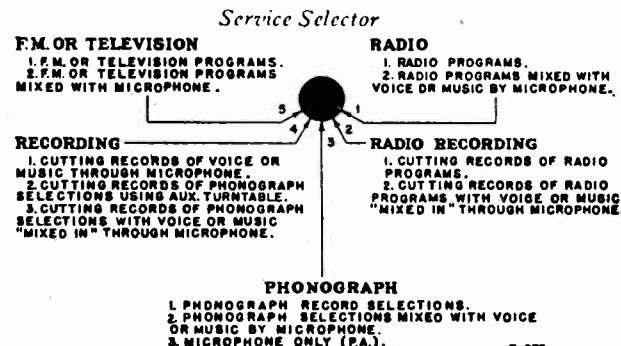 Service Selector
F.M. OR TELEVISION
1. F.M. OR TELEVISION PROGRAMS.
2. F.M. OR TELEVISION PROGRAMS
MIXED WITH MICROPHONE.
RADIO
1. RADIO PROGRAMS.
2. RADIO PROGRAMS MIXED WITH
VOICE OR MUSIC BY MICROPHONE.
5
4
3
2
1
RECORDING
1. CUTTING RECORDS OF VOICE OR
MUSIC THROUGH MICROPHONE.
2. CUTTING RECORDS OF PHONOGRAPH
SELECTIONS USING AUX. TURNTABLE.
3. CUTTING RECORDS OF PHONOGRAPH
SELECTIONS WITH VOICE OR MUSIC
"MIXED IN" THROUGH MICROPHONE.
RADIO RECORDING
1. CUTTING RECORDS OF RADIO
PROGRAMS.
2. CUTTING RECORDS OF RADIO
PROGRAMS WITH VOICE OR MUSIC
"MIXED IN" THROUGH MICROPHONE
PHONOGRAPH
1. PHONOGRAPH RECORD SELECTIONS.
2. PHONOGRAPH SELECTIONS MIXED WITH VOICE
OR MUSIC BY MICROPHONE.
3. MICROPHONE ONLY (P.A.).